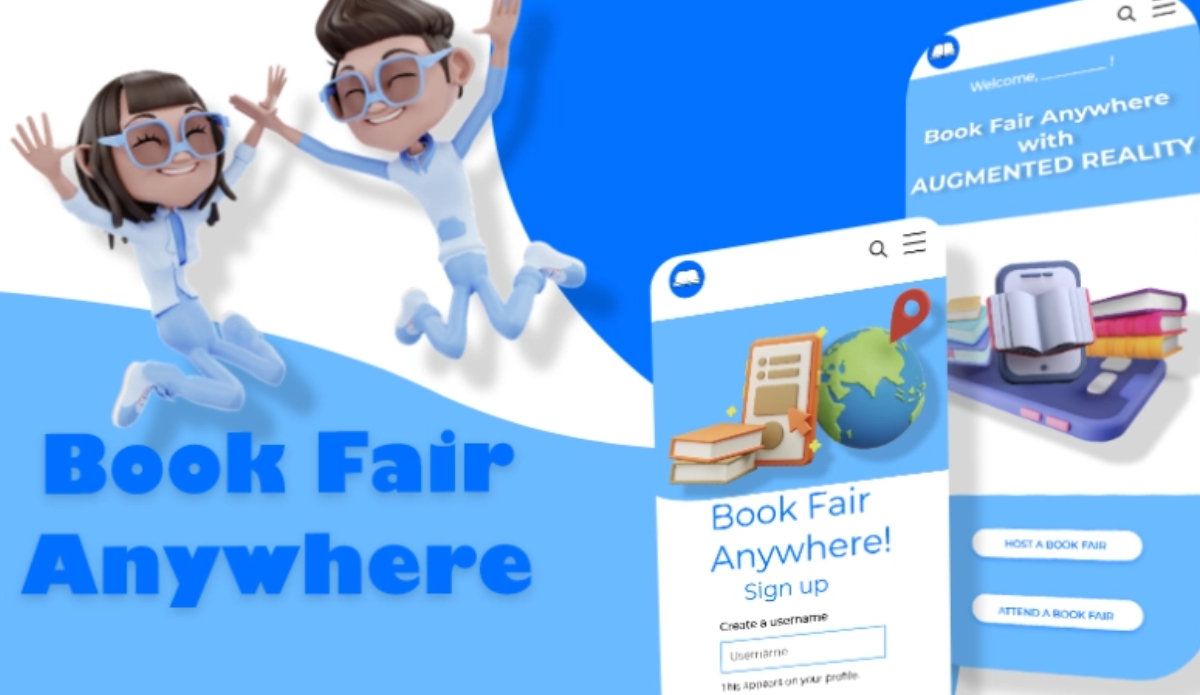 Book Fair
Anywhere
Welcome, ________ !
Book Fair Anywhere
with
AUGMENTED REALITY
HOST A BOOK FAIR
ATTEND A BOOK FAIR
Book Fair
Anywhere!
Sign up
Create a username
Username
This appears on your profile.